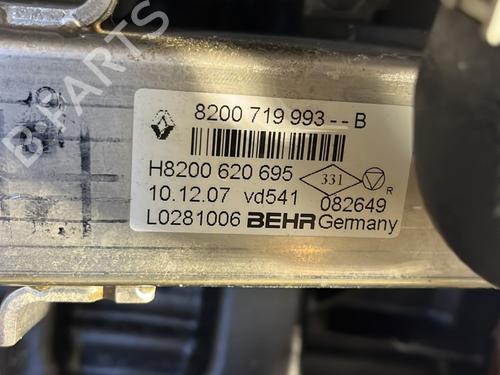 B-PARTS
8200 719 993 -- B
H8200 620 695
331
R
10.12.07 vd541
082649
L0281006 BEHR Germany